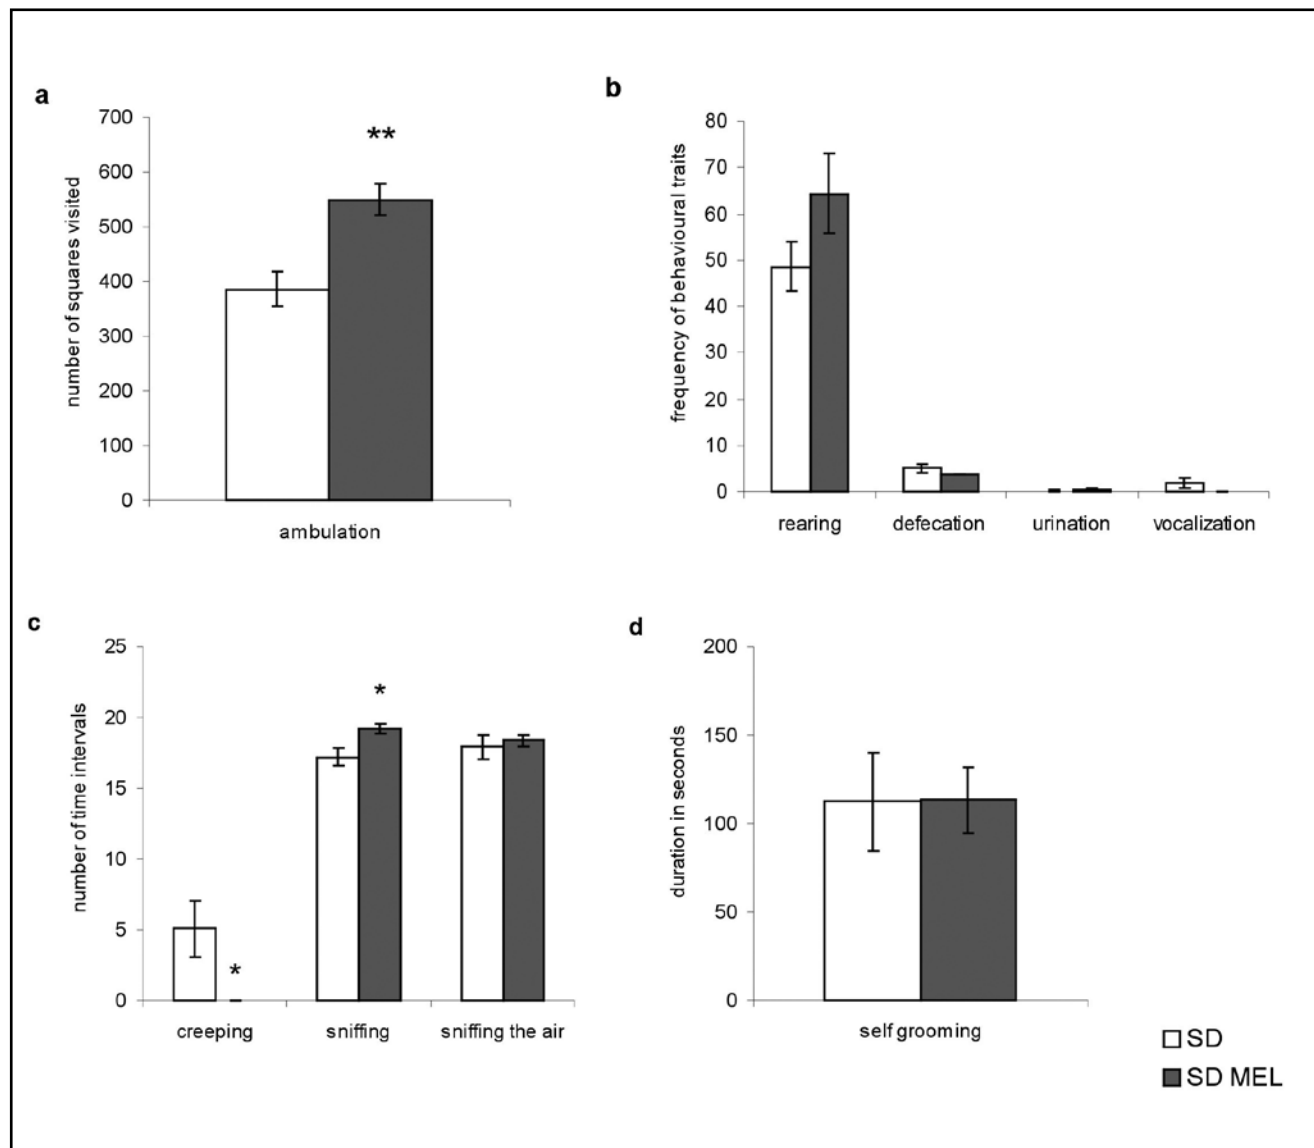 a
number of squares visited
700
600
500
400
300
200
100
0
**
ambulation
b
frequency of behavioural traits
80
70
60
50
40
30
20
10
0
rearing defecation urination vocalization
c
number of time intervals
25
20
15
10
5
0
*
*
creeping sniffing sniffing the air
d
duration in seconds
200
150
100
50
0
self grooming
SD
SD MEL